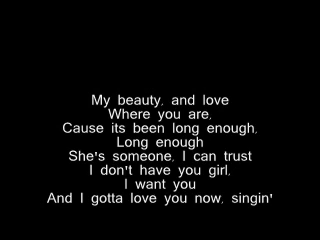 My beauty, and love
Where you are,
Cause its been long enough,
Long enough
She's someone, I can trust
I don't have you girl,
I want you
And I gotta love you now, singin'